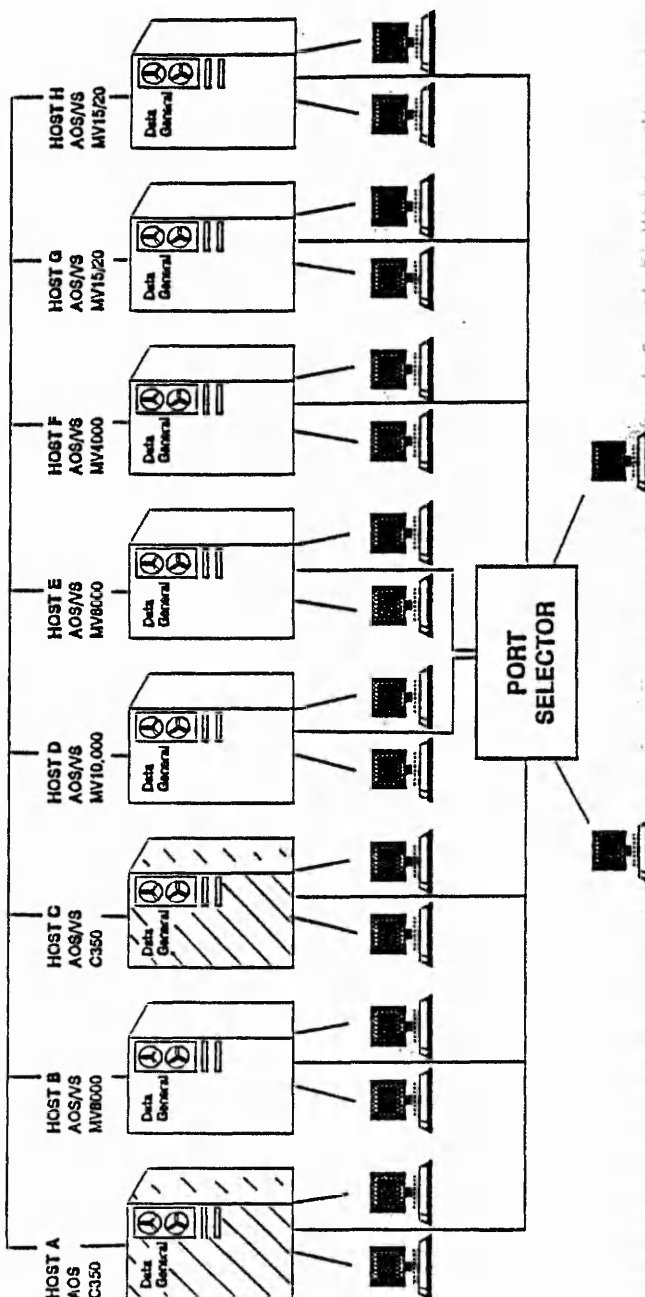 HOST A
AOS
C350
Data
General
HOST B
AOS/VS
MV8000
Data
General
HOST C
AOS/VS
C350
Data
General
HOST D
AOS/VS
MV10,000
Data
General
HOST E
AOS/VS
MV8000
Data
General
HOST F
AOS/VS
MV4000
Data
General
HOST G
AOS/VS
MV15/20
Data
General
HOST H
AOS/VS
MV15/20
Data
General
PORT
SELECTOR